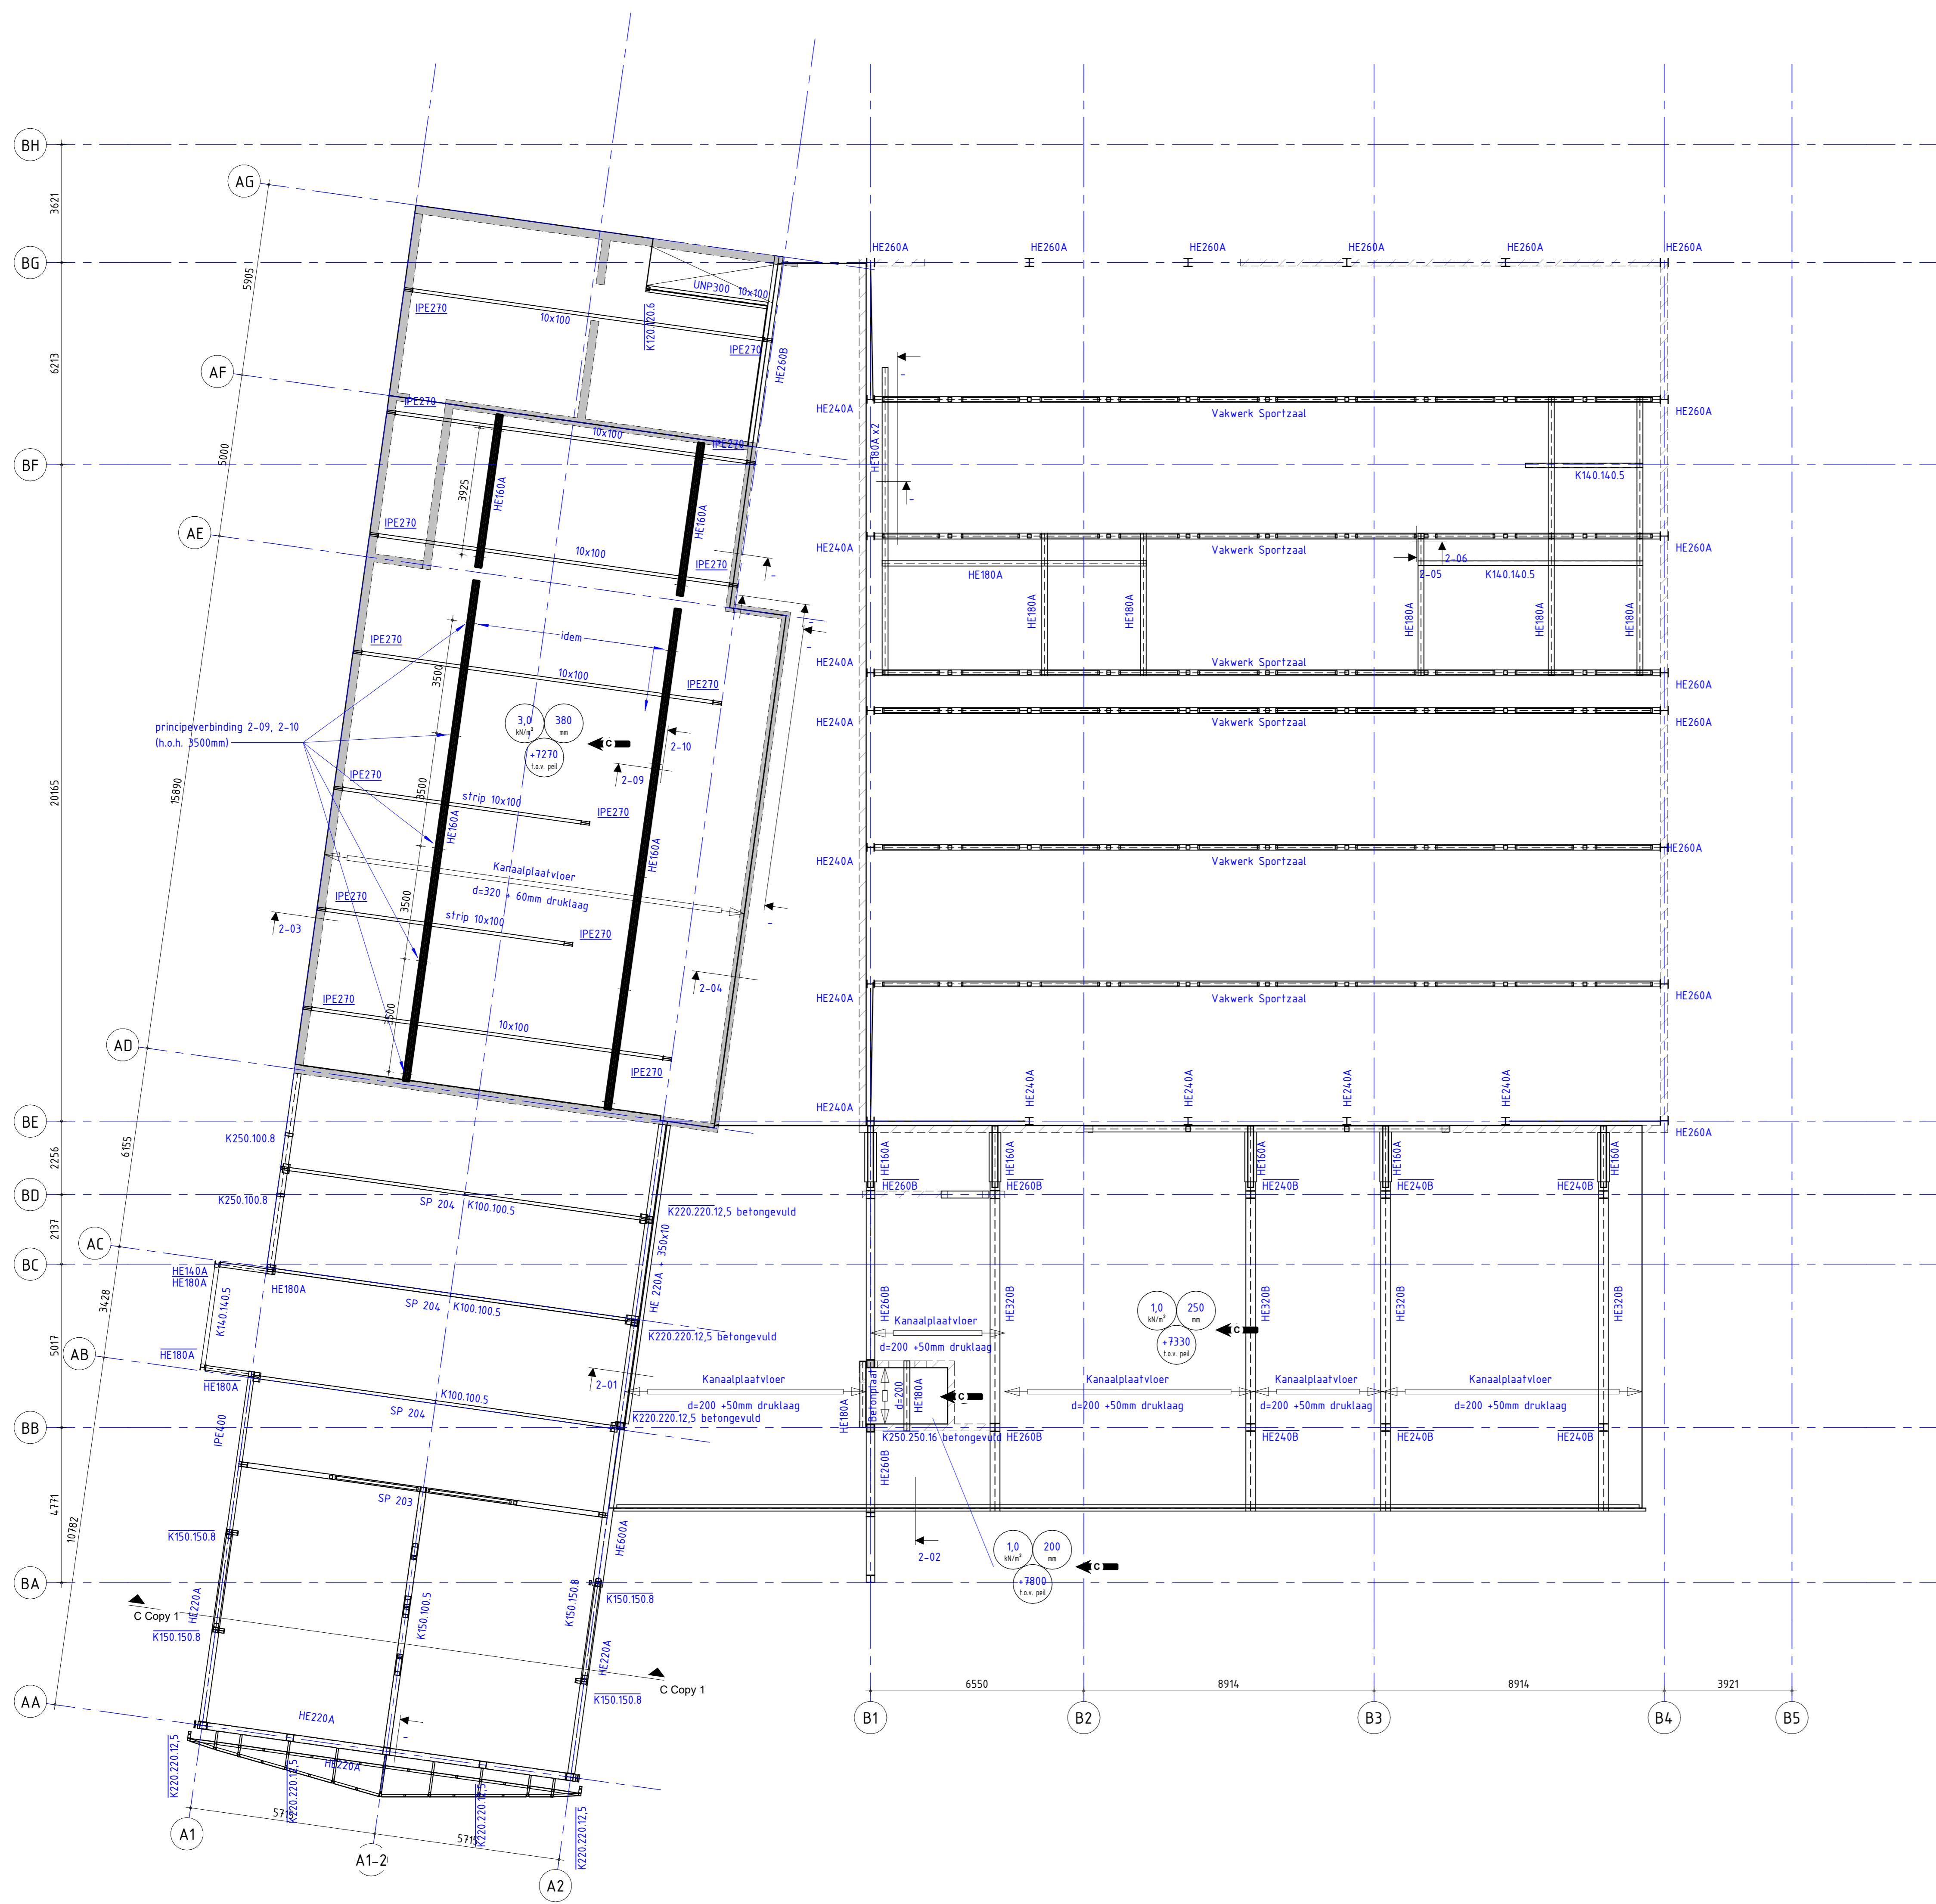 BH
AG
3621
BG
HE260A
HE260A
HE260A
HE260A
HE260A
HE260A
5905
UNP300 10x100
IPE270
10x100
K120.120.6
IPE270
HE260B
6213
AF
IPE270
10x100
IPE270
HE240A
Vakwerk Sportzaal
HE260A
5000
HE180A x2
BF
3925
HE160A
HE160A
K140.140.5
AE
IPE270
10x100
IPE270
HE240A
Vakwerk Sportzaal
HE260A
2-06
2-05
HE180A
K140.140.5
HE180A
HE180A
HE180A
HE180A
HE180A
idem
IPE270
10x100
IPE270
3500
HE240A
Vakwerk Sportzaal
HE260A
principeverbinding 2-09, 2-10
(h.o.h. 3500mm)
3,0
kN/m²
380
mm
+7270
t.o.v. peil
C
2-10
2-09
HE240A
Vakwerk Sportzaal
HE260A
20165
15890
IPE270
strip 10x100
IPE270
3500
HE160A
HE160A
HE240A
Vakwerk Sportzaal
HE260A
Kanaalplaatvloer
d=320 + 60mm druklaag
IPE270
strip 10x100
IPE270
3500
2-03
2-04
IPE270
10x100
IPE270
3500
HE240A
Vakwerk Sportzaal
HE260A
AD
HE240A
HE240A
HE240A
HE240A
HE240A
BE
HE260A
K250.100.8
2256
6155
HE160A
HE160A
HE160A
HE160A
HE160A
HE260B
HE260B
HE240B
HE240B
HE240B
BD
K250.100.8
SP 204
K100.100.5
K220.220.12,5 betongevuld
2137
AC
HE 220A + 350x10
BC
HE140A
HE180A
HE180A
K140.140.5
SP 204
K100.100.5
K220.220.12,5 betongevuld
3428
HE260B
HE320B
HE320B
HE320B
HE320B
Kanaalplaatvloer
d=200 +50mm druklaag
1,0
kN/m²
250
mm
+7330
t.o.v. peil
C
5017
AB
HE180A
HE180A
K100.100.5
SP 204
2-01
Kanaalplaatvloer
d=200 +50mm druklaag
Betonplaat
d=200
HE180A
HE180A
C
Kanaalplaatvloer
d=200 +50mm druklaag
Kanaalplaatvloer
d=200 +50mm druklaag
Kanaalplaatvloer
d=200 +50mm druklaag
K220.220.12,5 betongevuld
BB
IPE400
K250.250.16 betongevuld
HE260B
HE260B
HE240B
HE240B
HE240B
SP 203
4771
10782
K150.150.8
HE600A
2-02
1,0
kN/m²
200
mm
+7800
t.o.v. peil
C
BA
HE220A
K150.100.5
K150.150.8
K150.150.8
C Copy 1
K150.150.8
HE220A
C Copy 1
K150.150.8
AA
HE220A
HE220A
K220.220.12,5
K220.220.12,5
K220.220.12,5
K220.220.12,5
5715
5715
A1
A1-2
A2
6550
8914
8914
3921
B1
B2
B3
B4
B5